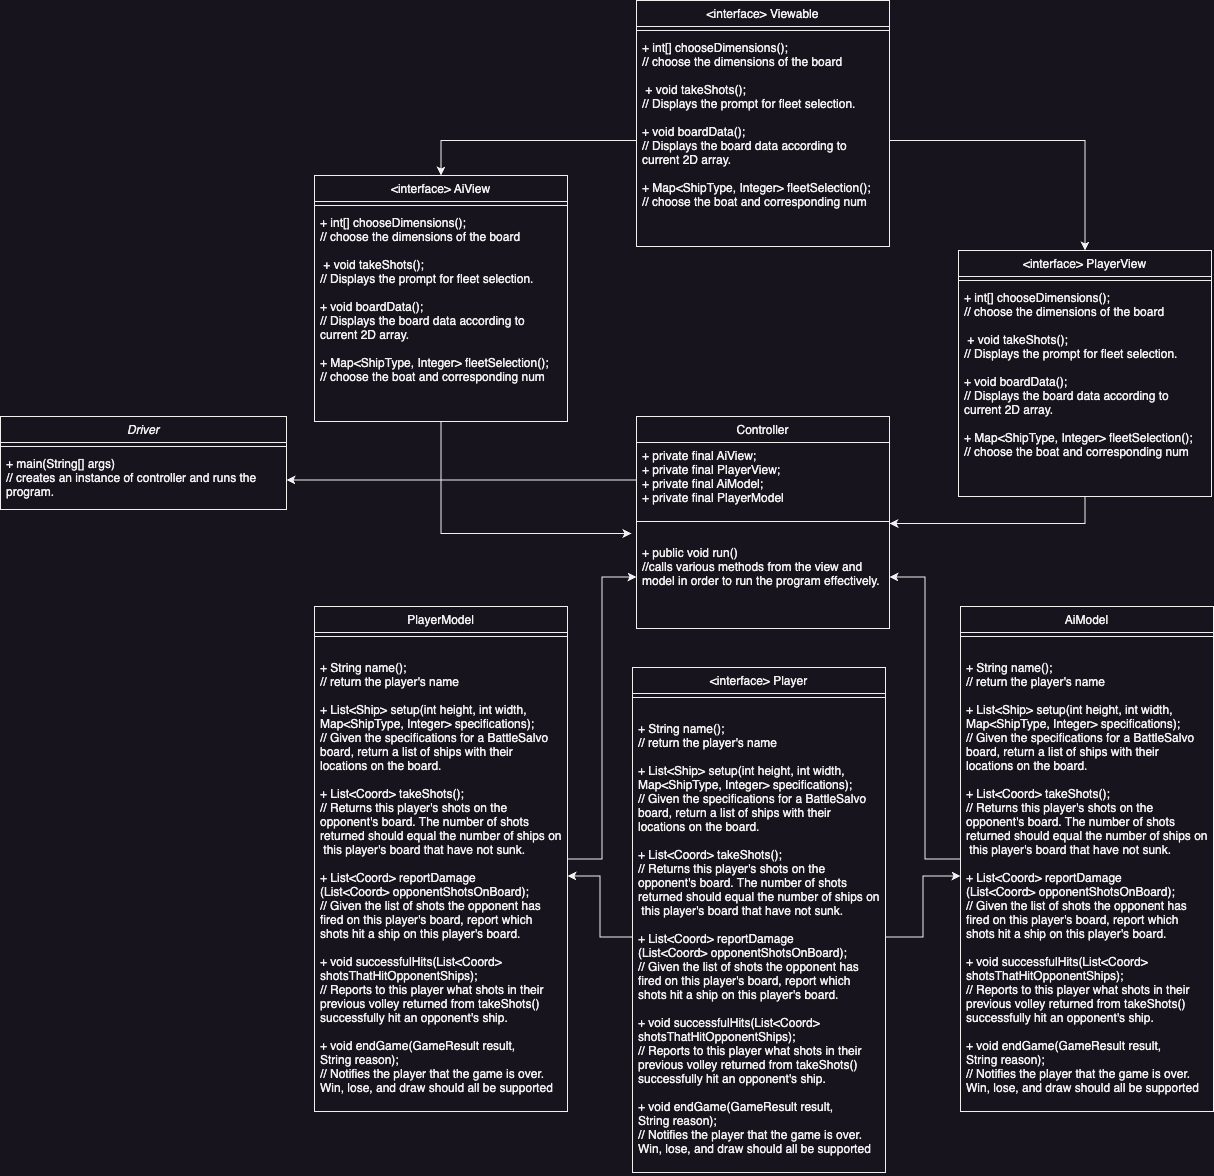 <interface> Viewable
+ int[] chooseDimensions();
// choose the dimensions of the board
+ void takeShots();
// Displays the prompt for fleet selection.
+ void boardData();
// Displays the board data according to
current 2D array.
+ Map<ShipType, Integer> fleetSelection();
// choose the boat and corresponding num
<interface> AiView
+ int[] chooseDimensions();
// choose the dimensions of the board
+ void takeShots();
// Displays the prompt for fleet selection.
+ void boardData();
// Displays the board data according to
current 2D array.
+ Map<ShipType, Integer> fleetSelection();
// choose the boat and corresponding num
<interface> PlayerView
+ int[] chooseDimensions();
// choose the dimensions of the board
+ void takeShots();
// Displays the prompt for fleet selection.
+ void boardData();
// Displays the board data according to
current 2D array.
+ Map<ShipType, Integer> fleetSelection();
// choose the boat and corresponding num
Driver
+ main(String[] args)
// creates an instance of controller and runs the
program.
Controller
+ private final AiView;
+ private final PlayerView;
+ private final AiModel;
+ private final PlayerModel
+ public void run()
//calls various methods from the view and
model in order to run the program effectively.
PlayerModel
+ String name();
// return the player's name
+ List<Ship> setup(int height, int width,
Map<ShipType, Integer> specifications);
// Given the specifications for a BattleSalvo
board, return a list of ships with their
locations on the board.
+ List<Coord> takeShots();
// Returns this player's shots on the
opponent's board. The number of shots
returned should equal the number of ships on
this player's board that have not sunk.
+ List<Coord> reportDamage
(List<Coord> opponentShotsOnBoard);
// Given the list of shots the opponent has
fired on this player's board, report which
shots hit a ship on this player's board.
+ void successfulHits(List<Coord>
shotsThatHitOpponentShips);
// Reports to this player what shots in their
previous volley returned from takeShots()
successfully hit an opponent's ship.
+ void endGame(GameResult result,
String reason);
// Notifies the player that the game is over.
Win, lose, and draw should all be supported
<interface> Player
+ String name();
// return the player's name
+ List<Ship> setup(int height, int width,
Map<ShipType, Integer> specifications);
// Given the specifications for a BattleSalvo
board, return a list of ships with their
locations on the board.
+ List<Coord> takeShots();
// Returns this player's shots on the
opponent's board. The number of shots
returned should equal the number of ships on
this player's board that have not sunk.
+ List<Coord> reportDamage
(List<Coord> opponentShotsOnBoard);
// Given the list of shots the opponent has
fired on this player's board, report which
shots hit a ship on this player's board.
+ void successfulHits(List<Coord>
shotsThatHitOpponentShips);
// Reports to this player what shots in their
previous volley returned from takeShots()
successfully hit an opponent's ship.
+ void endGame(GameResult result,
String reason);
// Notifies the player that the game is over.
Win, lose, and draw should all be supported
AiModel
+ String name();
// return the player's name
+ List<Ship> setup(int height, int width,
Map<ShipType, Integer> specifications);
// Given the specifications for a BattleSalvo
board, return a list of ships with their
locations on the board.
+ List<Coord> takeShots();
// Returns this player's shots on the
opponent's board. The number of shots
returned should equal the number of ships on
this player's board that have not sunk.
+ List<Coord> reportDamage
(List<Coord> opponentShotsOnBoard);
// Given the list of shots the opponent has
fired on this player's board, report which
shots hit a ship on this player's board.
+ void successfulHits(List<Coord>
shotsThatHitOpponentShips);
// Reports to this player what shots in their
previous volley returned from takeShots()
successfully hit an opponent's ship.
+ void endGame(GameResult result,
String reason);
// Notifies the player that the game is over.
Win, lose, and draw should all be supported